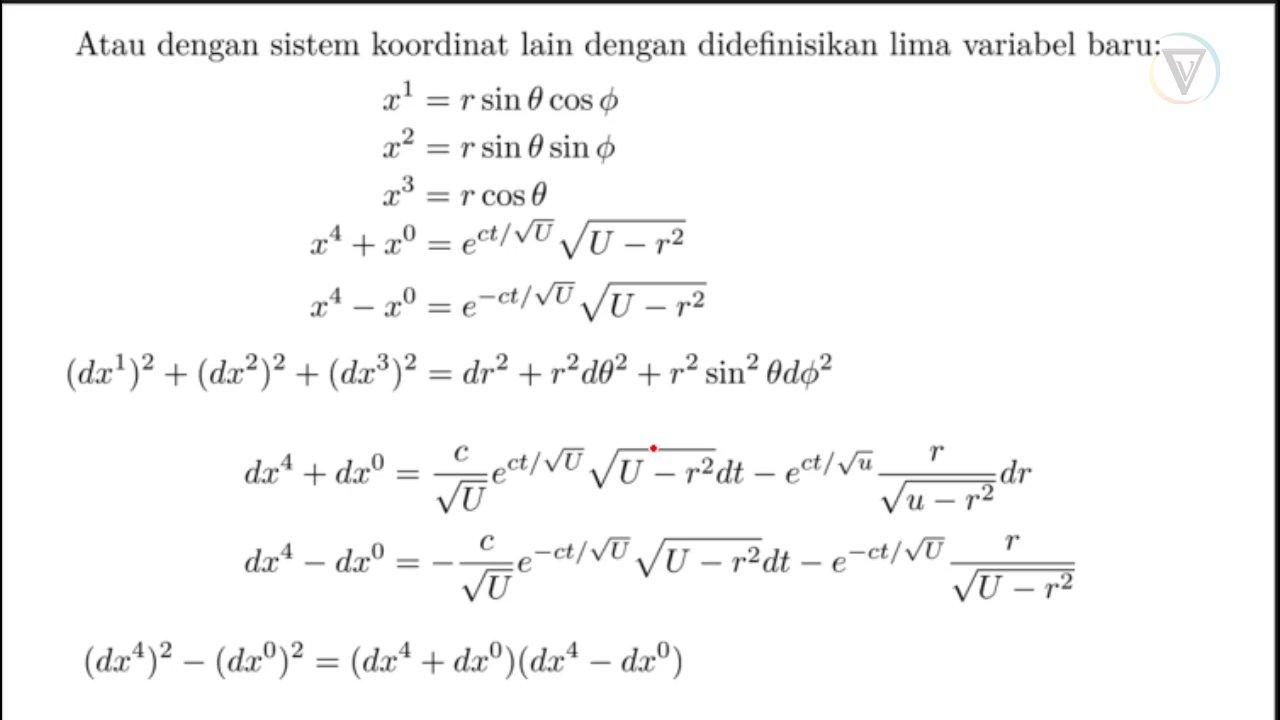 Atau dengan sistem koordinat lain dengan didefinisikan lima variabel baru:
x^1 = r sin θ cos ϕ
x^2 = r sin θ sin ϕ
x^3 = r cos θ
x^4 + x^0 = e^{ct/√U} √(U − r^2)
x^4 − x^0 = e^{−ct/√U} √(U − r^2)
(dx^1)^2 + (dx^2)^2 + (dx^3)^2 = dr^2 + r^2dθ^2 + r^2 sin^2 θdϕ^2
dx^4 + dx^0 = c/√U e^{ct/√U} √(U − r^2)dt − e^{ct/√u} r/√(u − r^2) dr
dx^4 − dx^0 = −c/√U e^{−ct/√U} √(U − r^2)dt − e^{−ct/√U} r/√(U − r^2)
(dx^4)^2 − (dx^0)^2 = (dx^4 + dx^0)(dx^4 − dx^0)